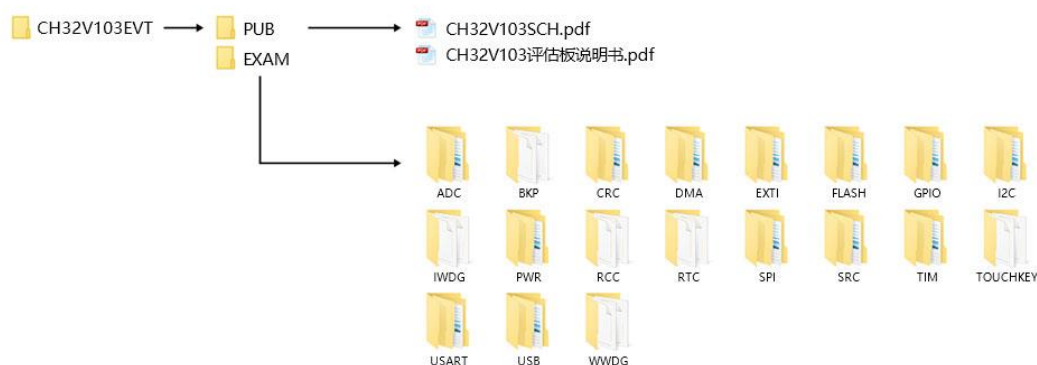 CH32V103EVT PUB CH32V103SCH.pdf
EXAM CH32V103评估板说明书.pdf
ADC BKP CRC DMA EXTI FLASH GPIO I2C
IWDG PWR RCC RTC SPI SRC TIM TOUCHKEY
USART USB WWDG